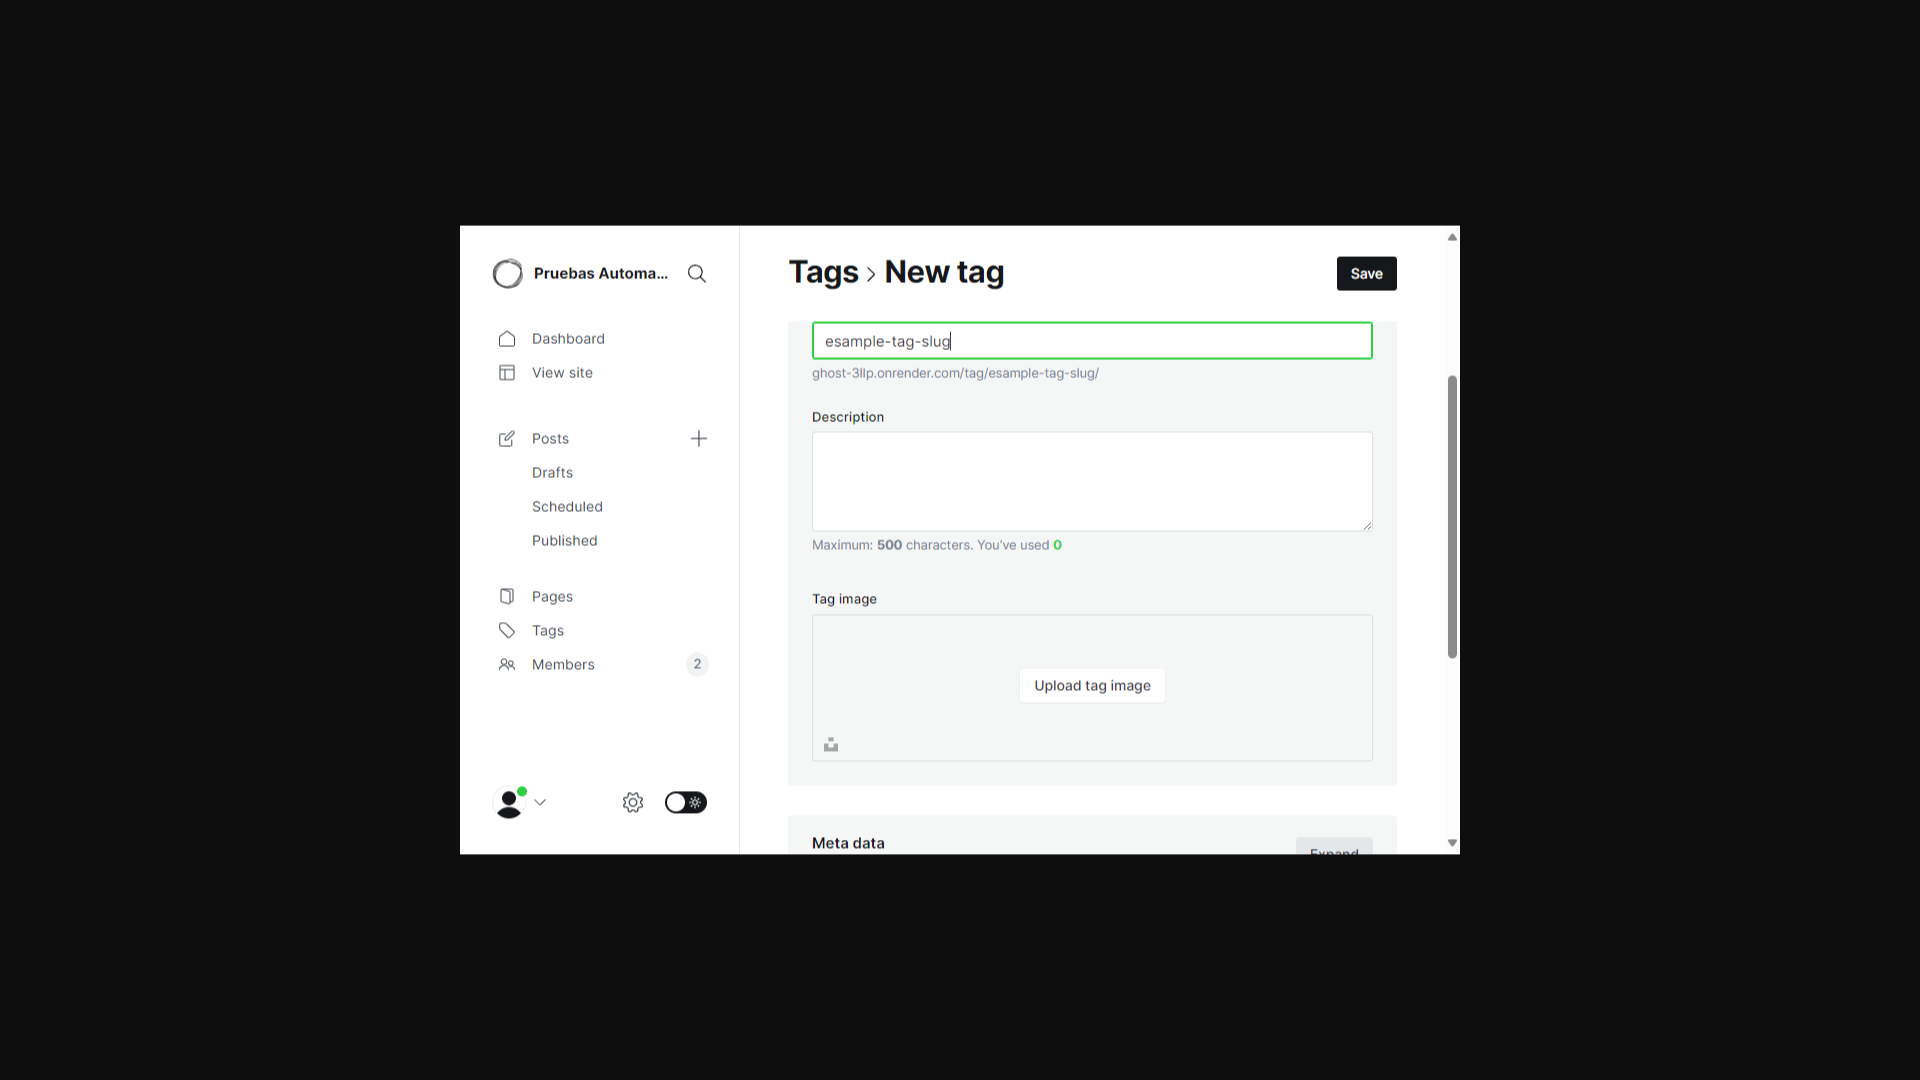 Pruebas Automa...
Dashboard
View site
Posts
Drafts
Scheduled
Published
Pages
Tags
Members 2
Tags > New tag
Save
esample-tag-slug
ghost-3llp.onrender.com/tag/esample-tag-slug/
Description
Maximum: 500 characters. You've used 0
Tag image
Upload tag image
Meta data
Expand